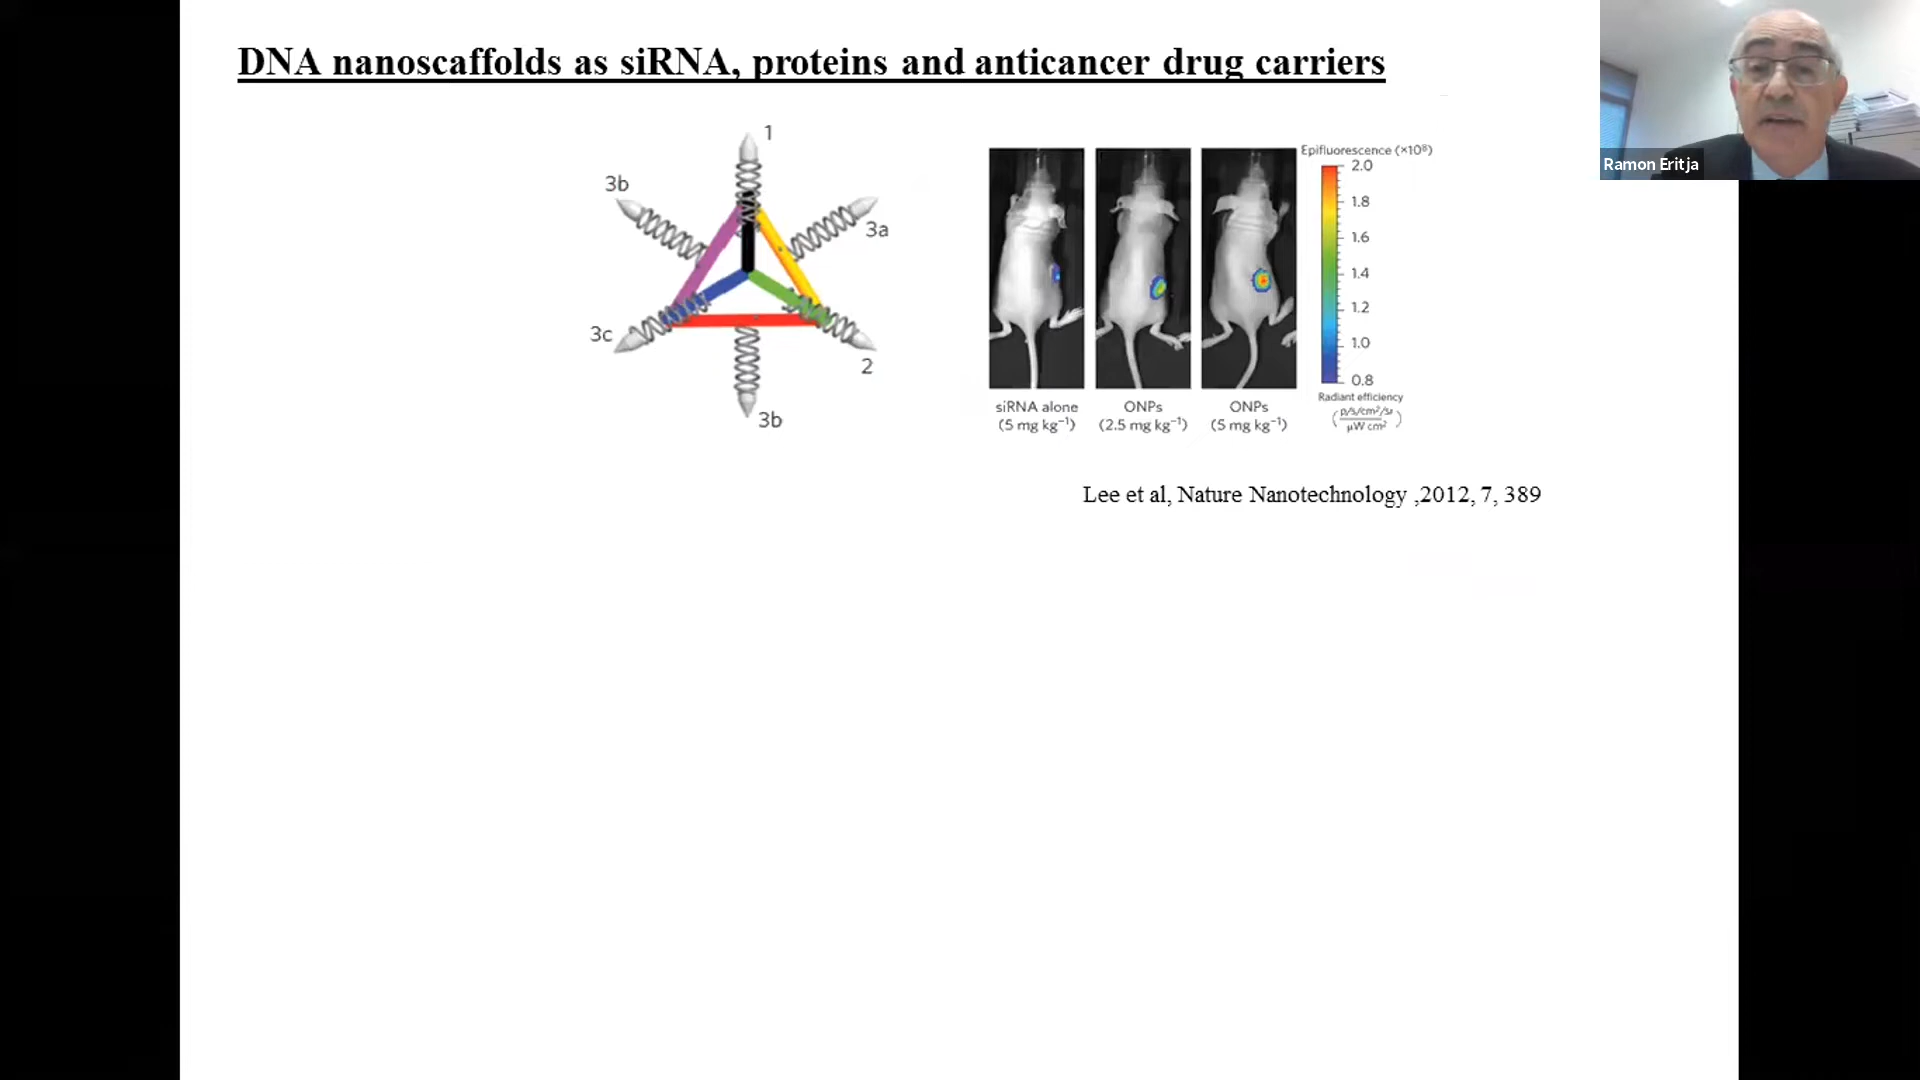 DNA nanoscaffolds as siRNA, proteins and anticancer drug carriers
Ramon Eritja
1
3b
3a
3c
2
3b
Epifluorescence (×10⁸)
2.0
1.8
1.6
1.4
1.2
1.0
0.8
Radiant efficiency
(p/s/cm²/sr
μW cm²)
siRNA alone
(5 mg kg⁻¹)
ONPs
(2.5 mg kg⁻¹)
ONPs
(5 mg kg⁻¹)
Lee et al, Nature Nanotechnology ,2012, 7, 389